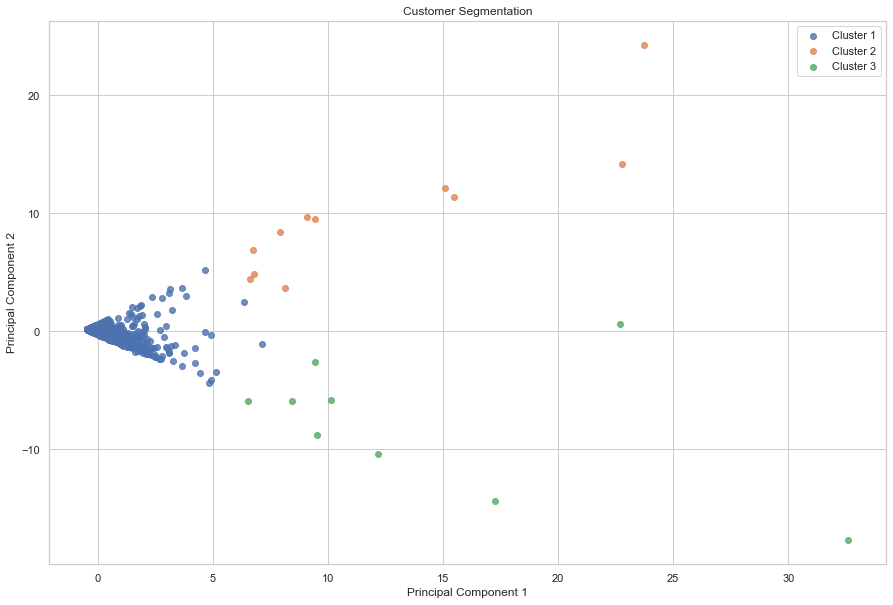 Customer Segmentation
Cluster 1
Cluster 2
Cluster 3
Principal Component 2
20
10
0
−10
0
5
10
15
20
25
30
Principal Component 1